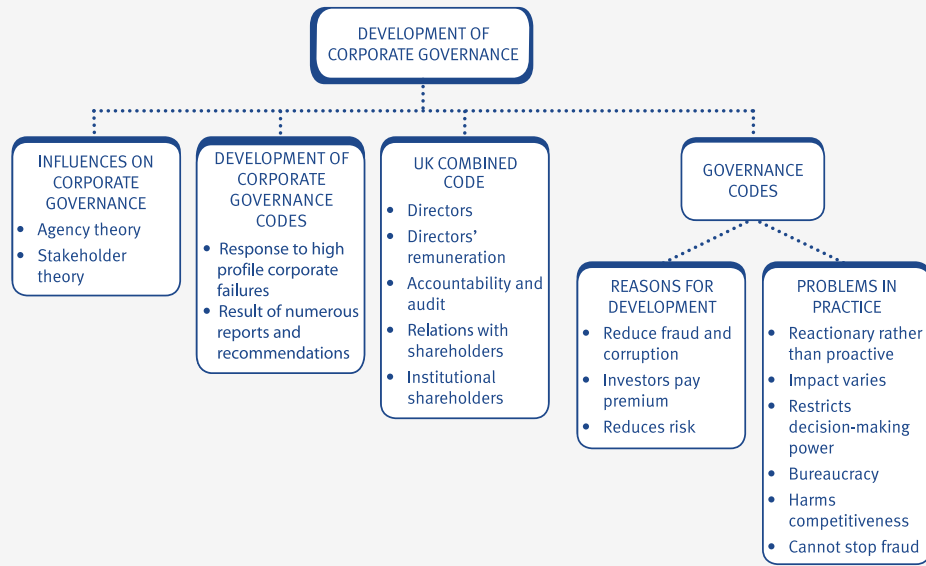 DEVELOPMENT OF
CORPORATE GOVERNANCE
INFLUENCES ON
CORPORATE
GOVERNANCE
• Agency theory
• Stakeholder
theory
DEVELOPMENT OF
CORPORATE
GOVERNANCE
CODES
• Response to high
profile corporate
failures
• Result of numerous
reports and
recommendations
UK COMBINED
CODE
• Directors
• Directors’
remuneration
• Accountability and
audit
• Relations with
shareholders
• Institutional
shareholders
GOVERNANCE
CODES
REASONS FOR
DEVELOPMENT
• Reduce fraud and
corruption
• Investors pay
premium
• Reduces risk
PROBLEMS IN
PRACTICE
• Reactionary rather
than proactive
• Impact varies
• Restricts
decision-making
power
• Bureaucracy
• Harms
competitiveness
• Cannot stop fraud